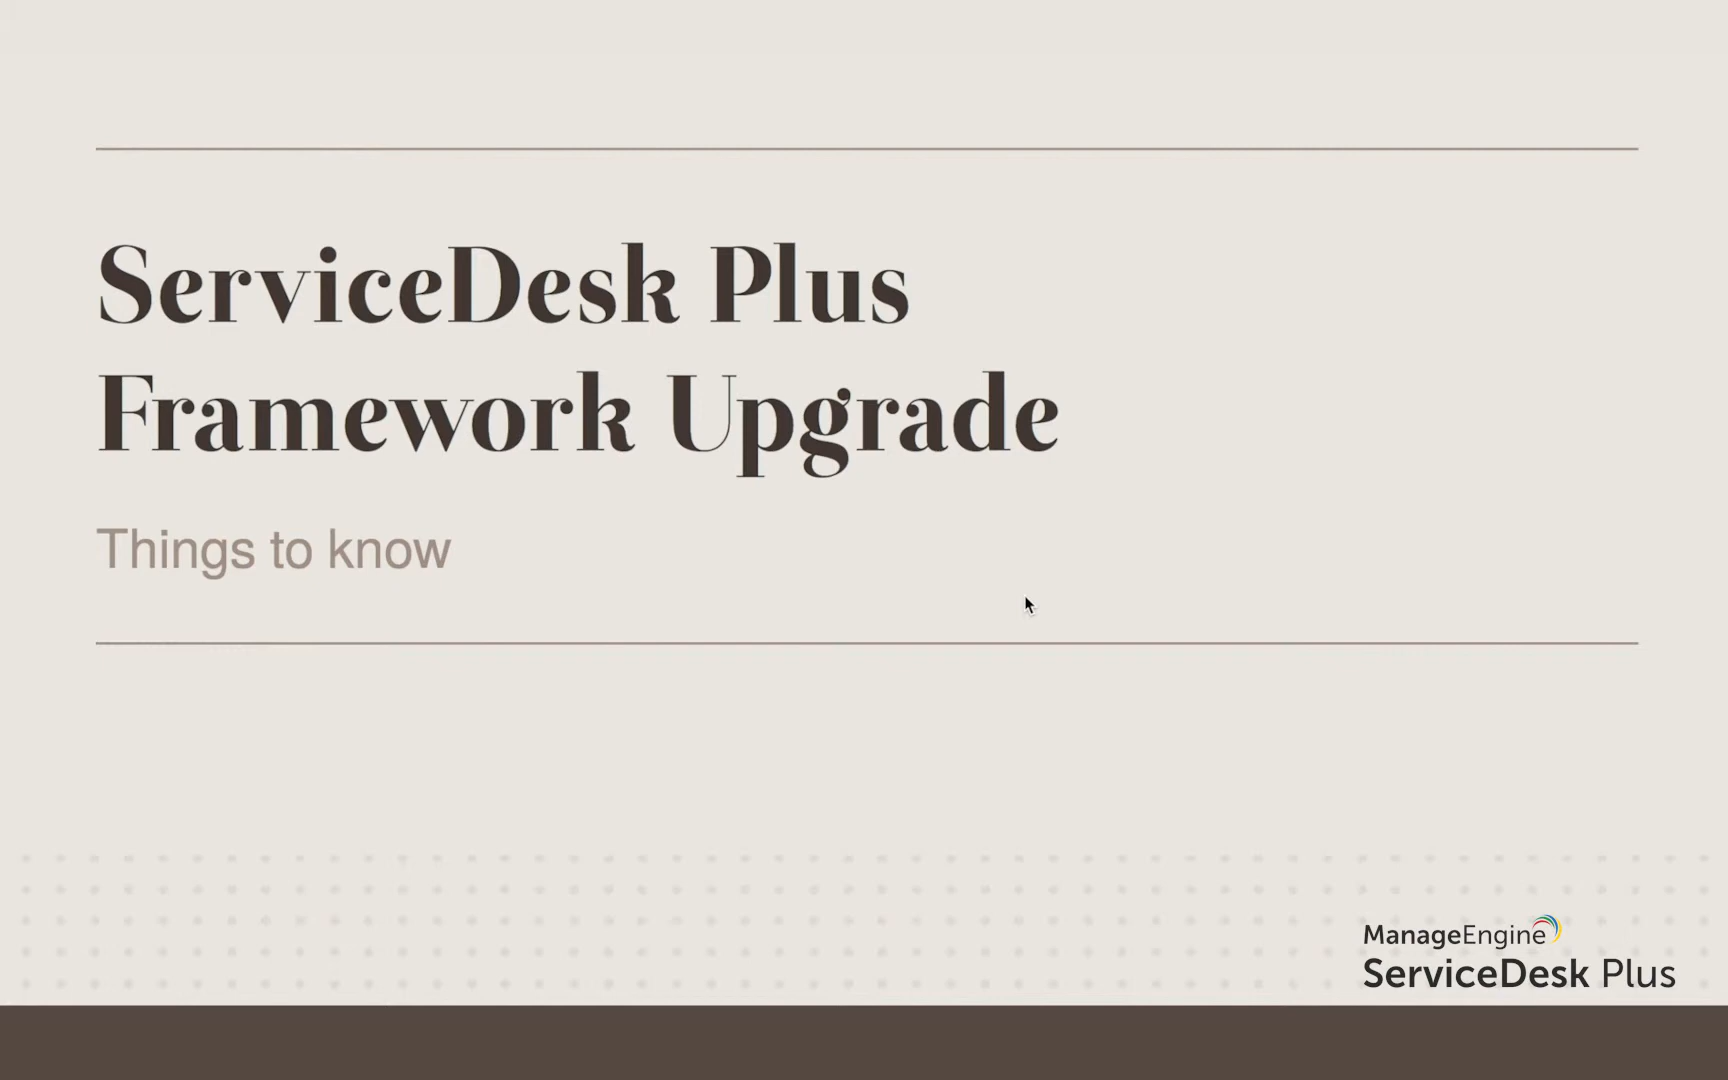 ServiceDesk Plus
Framework Upgrade
Things to know
ManageEngine
ServiceDesk Plus